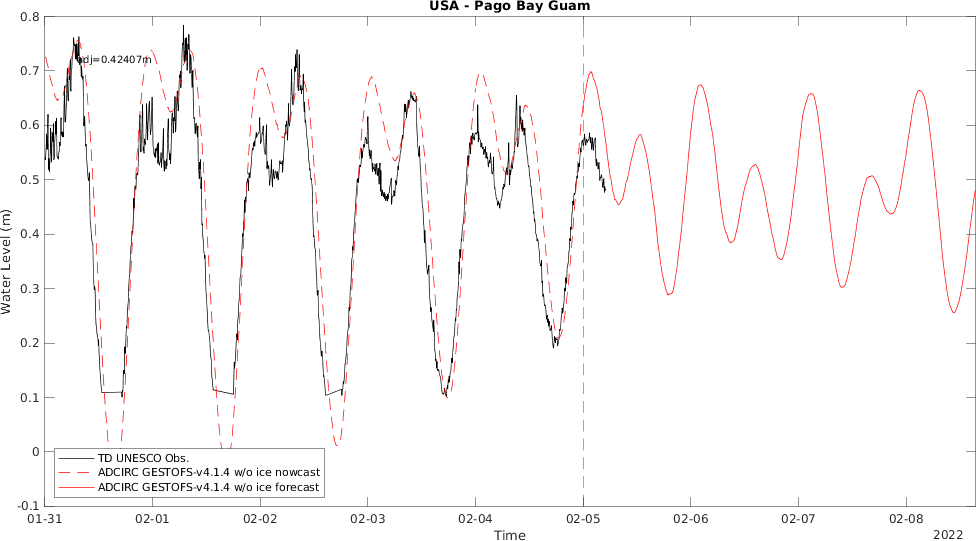 USA - Pago Bay Guam
adj=0.42407m
Water Level (m)
0.8
0.7
0.6
0.5
0.4
0.3
0.2
0.1
0
-0.1
TD UNESCO Obs.
ADCIRC GESTOFS-v4.1.4 w/o ice nowcast
ADCIRC GESTOFS-v4.1.4 w/o ice forecast
01-31 02-01 02-02 02-03 02-04 02-05 02-06 02-07 02-08
Time
2022